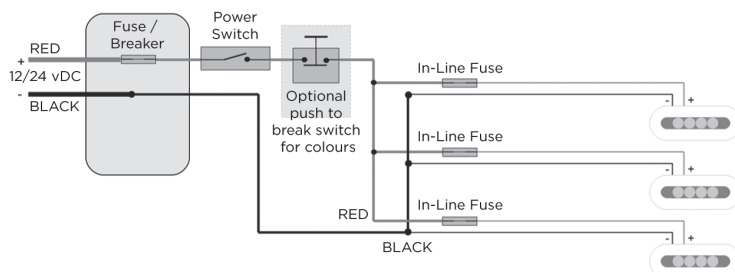 Fuse /
Breaker
Power
Switch
RED
+
12/24 vDC
-
BLACK
Optional
push to
break switch
for colours
In-Line Fuse
- +
In-Line Fuse
- +
RED
In-Line Fuse
- +
BLACK